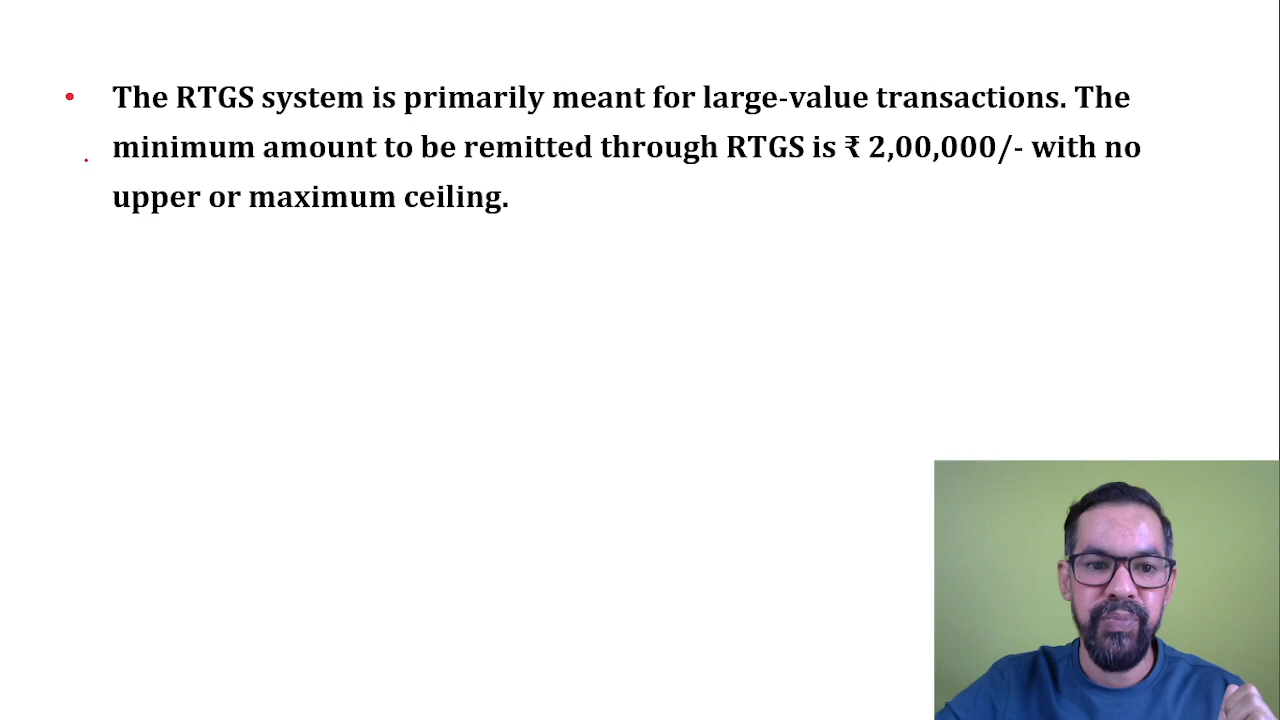 • The RTGS system is primarily meant for large-value transactions. The
minimum amount to be remitted through RTGS is ₹ 2,00,000/- with no
upper or maximum ceiling.